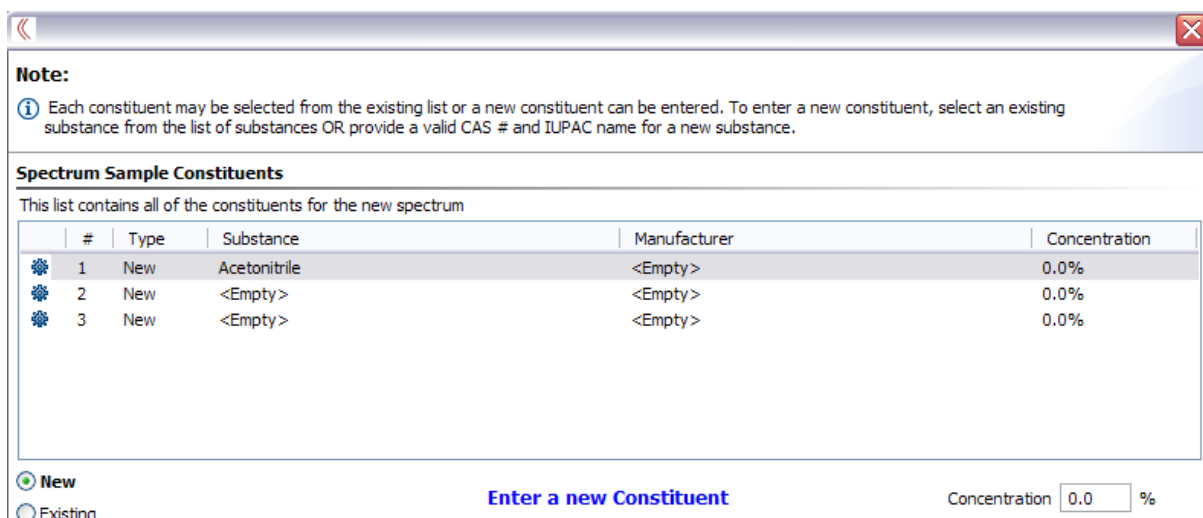 Note:
Each constituent may be selected from the existing list or a new constituent can be entered. To enter a new constituent, select an existing
substance from the list of substances OR provide a valid CAS # and IUPAC name for a new substance.
Spectrum Sample Constituents
This list contains all of the constituents for the new spectrum
# Type Substance Manufacturer Concentration
1 New Acetonitrile <Empty> 0.0%
2 New <Empty> <Empty> 0.0%
3 New <Empty> <Empty> 0.0%
New
Enter a new Constituent Concentration 0.0 %
Existing